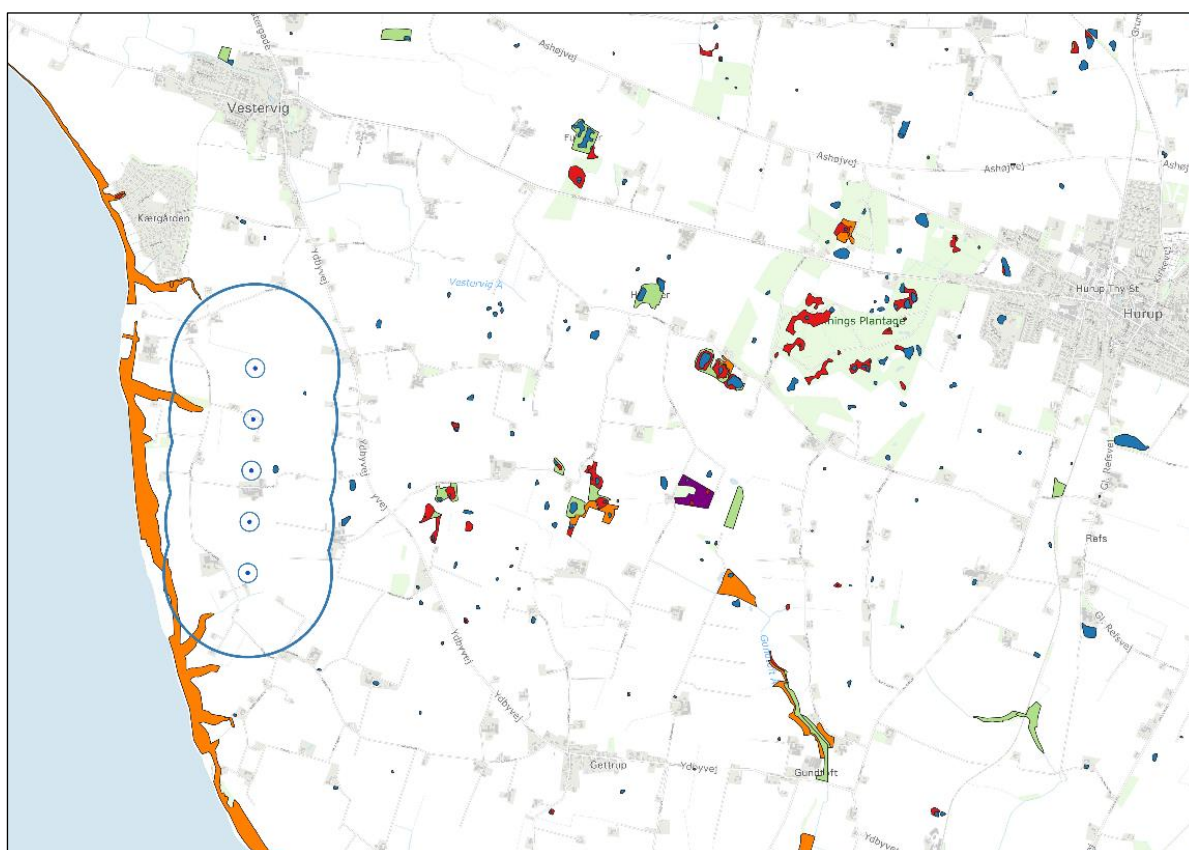 Ashøjvej
Vestervig
Ashøjvej
Ashøjvej
Kærgården
Ydbyvej
Vestervig Å
Hurup Thy St
Hurup
nings Plantage
Ydbyvej
yvej
Gl. Refsvej
Refs
Gl. Refsvej
Ydbyvej
Ydbyvej
Gettrup
Ydbyvej
Gundtoft
Ydbyvej